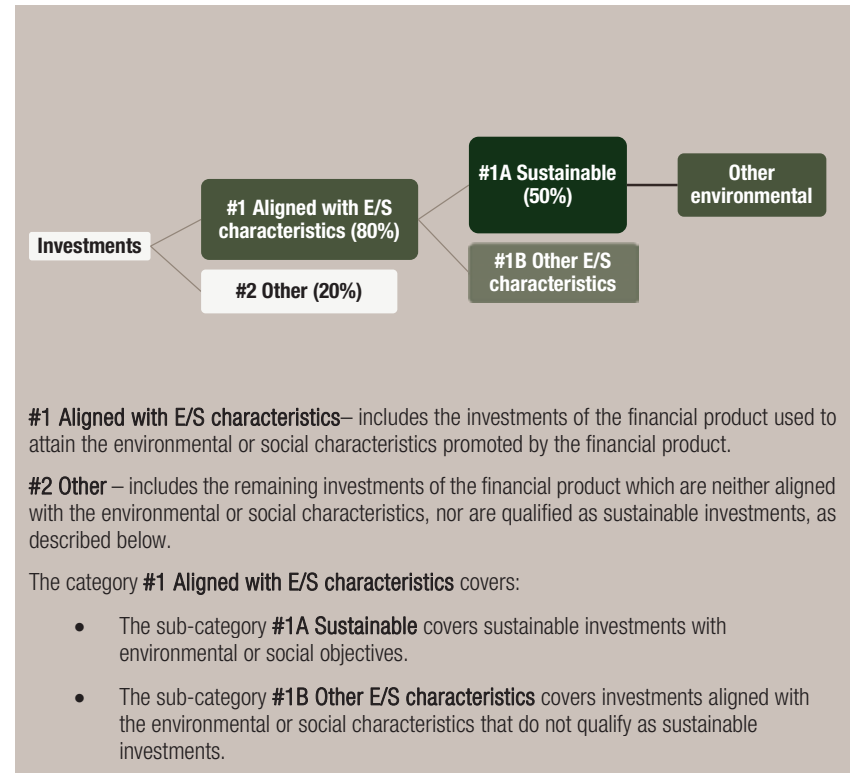 #1A Sustainable
(50%)
Other
environmental
#1 Aligned with E/S
characteristics (80%)
Investments
#1B Other E/S
characteristics
#2 Other (20%)
#1 Aligned with E/S characteristics– includes the investments of the financial product used to
attain the environmental or social characteristics promoted by the financial product.
#2 Other – includes the remaining investments of the financial product which are neither aligned
with the environmental or social characteristics, nor are qualified as sustainable investments, as
described below.
The category #1 Aligned with E/S characteristics covers:
• The sub-category #1A Sustainable covers sustainable investments with
environmental or social objectives.
• The sub-category #1B Other E/S characteristics covers investments aligned with
the environmental or social characteristics that do not qualify as sustainable
investments.